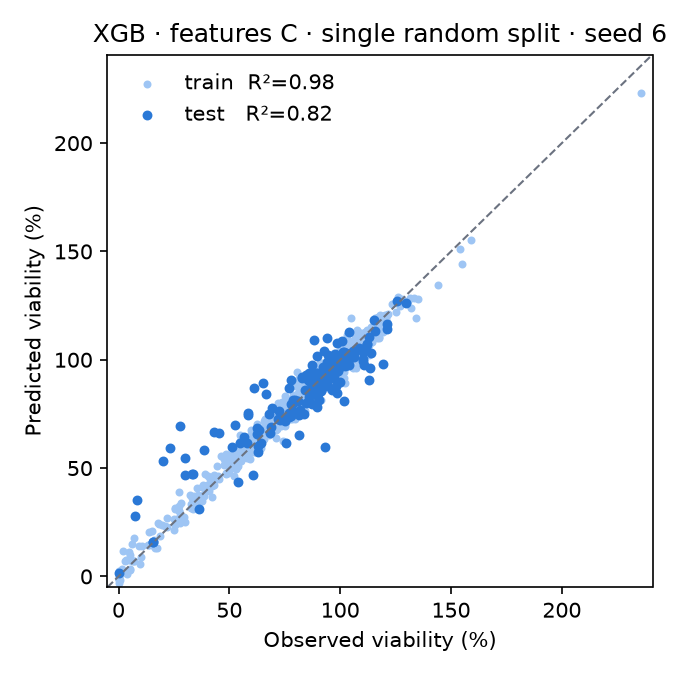 XGB · features C · single random split · seed 6
train R²=0.98
test R²=0.82
200
150
100
50
0
Predicted viability (%)
0 50 100 150 200
Observed viability (%)